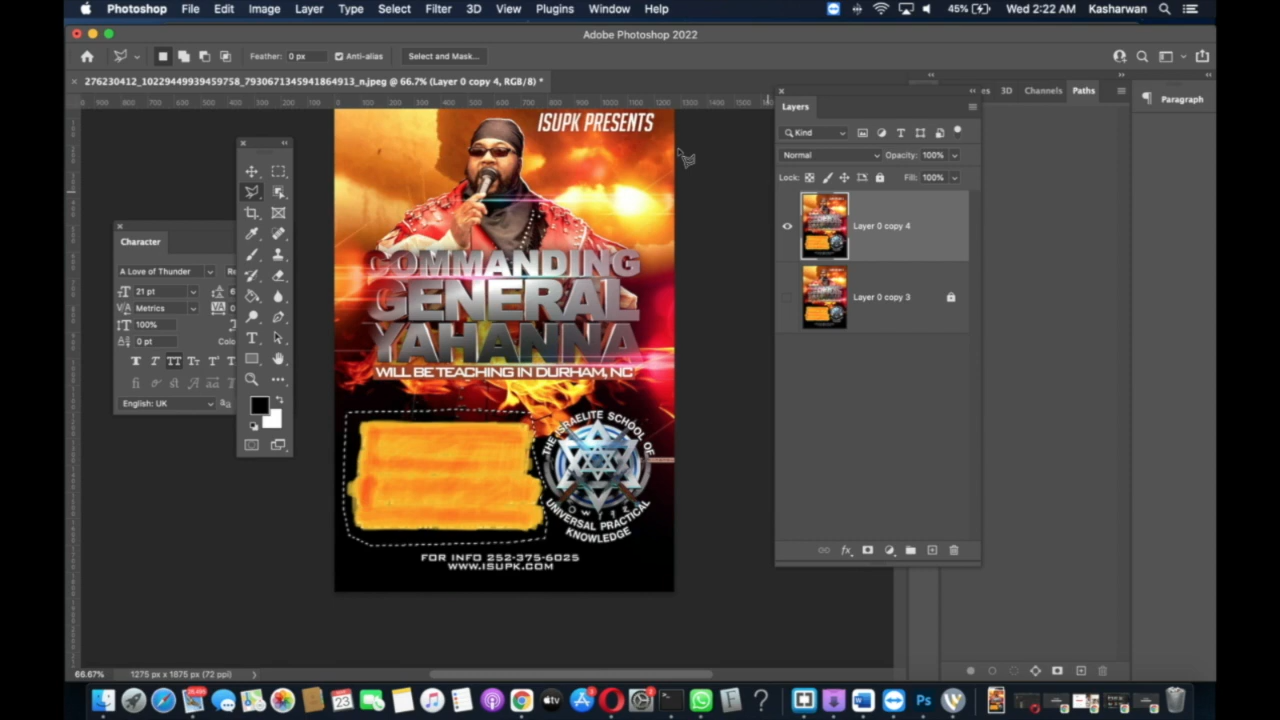 Photoshop File Edit Image Layer Type Select Filter 3D View Plugins Window Help 45% Wed 2:22 AM Kasharwan
Adobe Photoshop 2022
Feather: 0 px Anti-alias Select and Mask...
276230412_10229449939459758_7930671345941864913_n.jpeg @ 66.7% (Layer 0 copy 4, RGB/8) *
3D Channels Paths
Paragraph
Layers
Kind
Normal Opacity: 100%
Lock: Fill: 100%
Layer 0 copy 4
Layer 0 copy 3
Character
A Love of Thunder
21 pt
Metrics
100%
0 pt
English: UK
ISUPK PRESENTS
COMMANDING
GENERAL
YAHANNA
WILL BE TEACHING IN DURHAM, NC
THE ISRAELITE SCHOOL OF
UNIVERSAL PRACTICAL
KNOWLEDGE
FOR INFO 252-375-6025
WWW.ISUPK.COM
66.67% 1275 px x 1875 px (72 ppi)